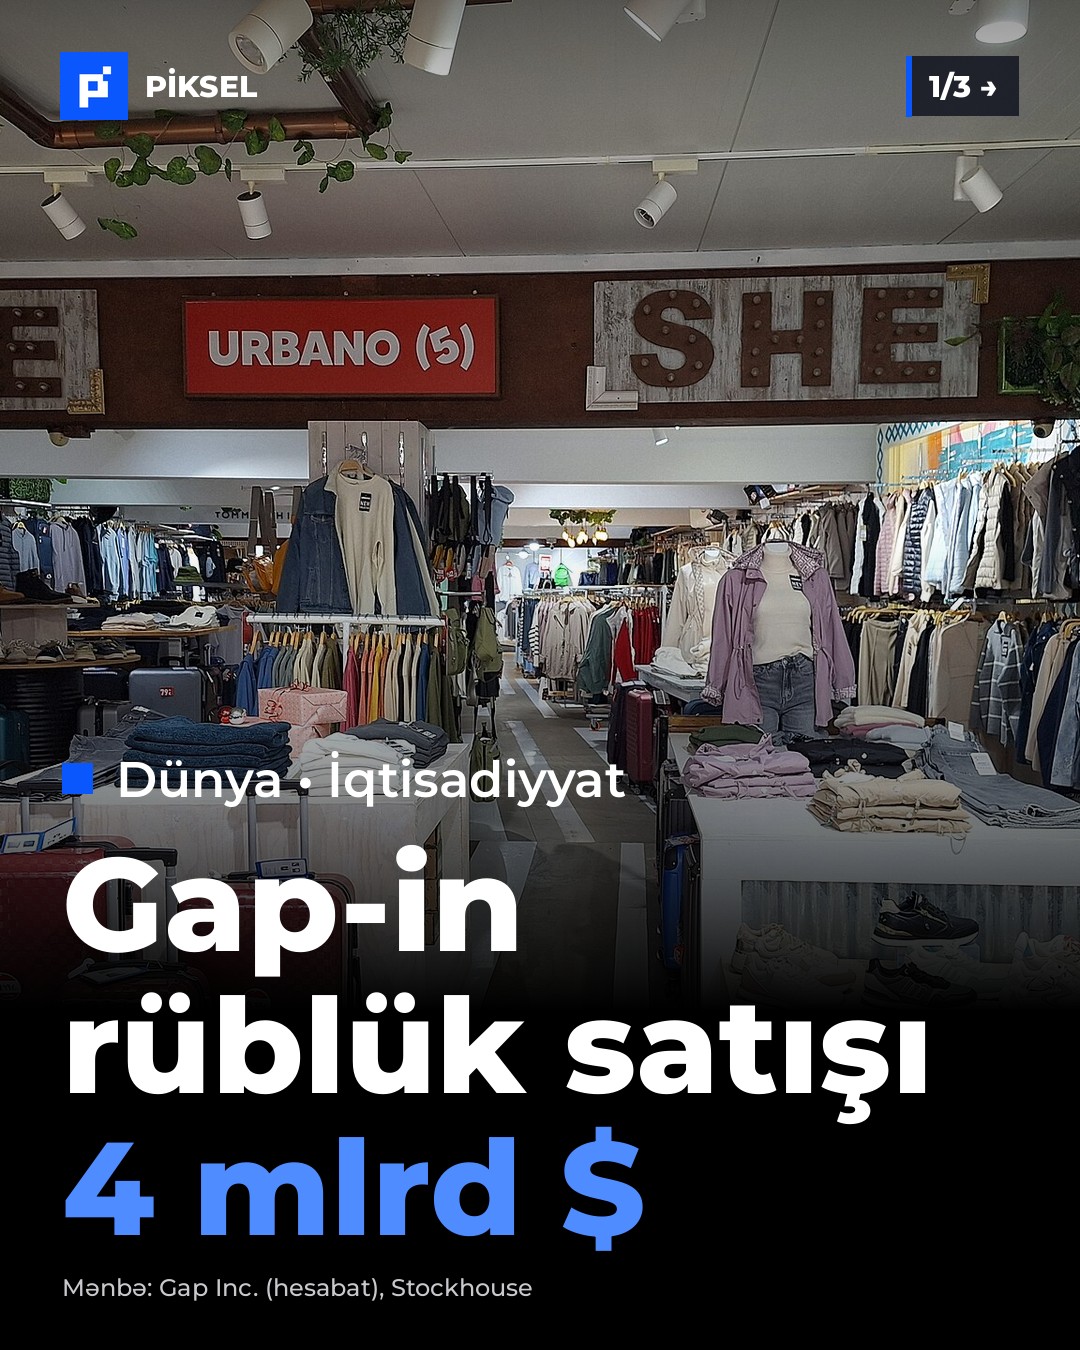 PİKSEL
1/3 →
E
URBANO (5)
SHE
Dünya • İqtisadiyyat
Gap-in
rüblük satışı
4 mlrd $
Mənbə: Gap Inc. (hesabat), Stockhouse